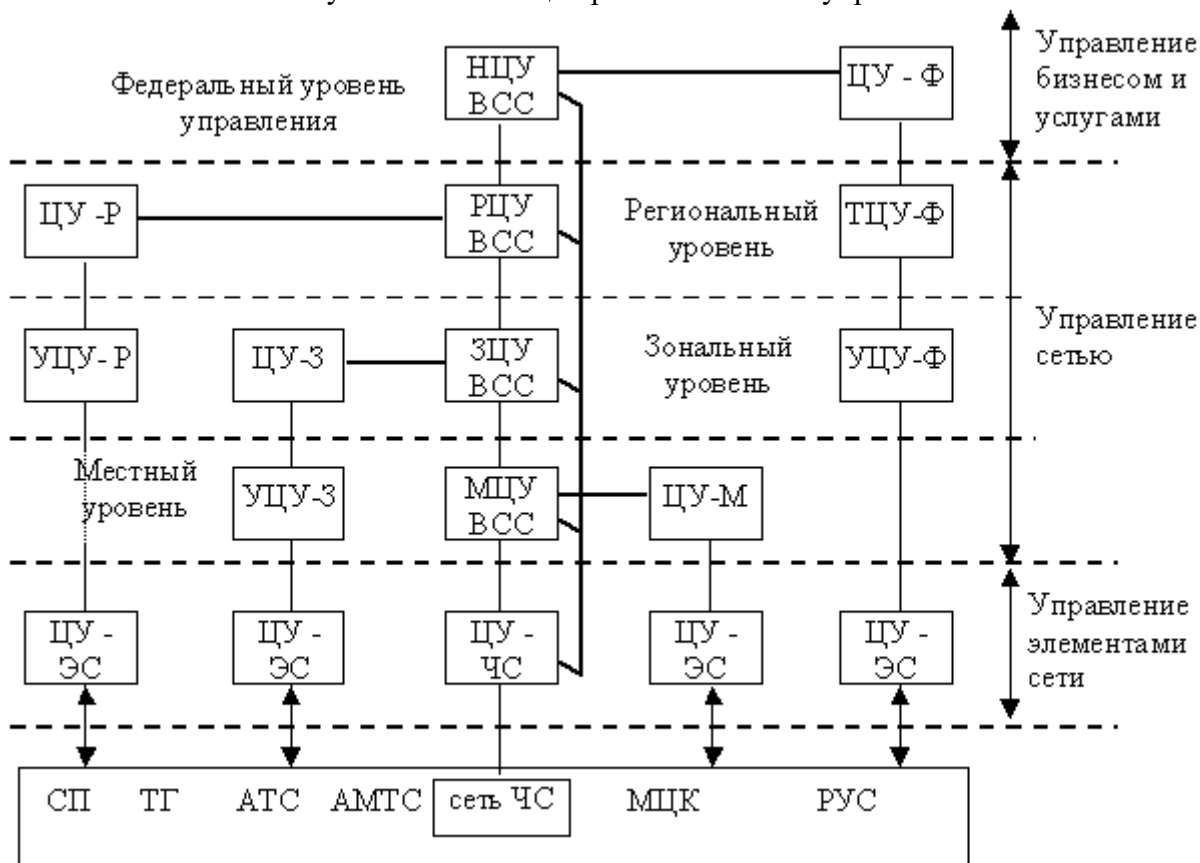 Федеральный уровень
управления
НЦУ
ВСС
ЦУ - Ф
Управление
бизнесом и
услугами
ЦУ -Р
РЦУ
ВСС
Региональный
уровень
ТЦУ-Ф
УЦУ- Р
ЦУ-З
ЗЦУ
ВСС
Зональный
уровень
УЦУ-Ф
Управление
сетью
Местный
уровень
УЦУ-З
МЦУ
ВСС
ЦУ-М
ЦУ -
ЭС
ЦУ -
ЭС
ЦУ -
ЧС
ЦУ -
ЭС
ЦУ -
ЭС
Управление
элементами
сети
СП ТГ АТС АМТС сеть ЧС МЦК РУС